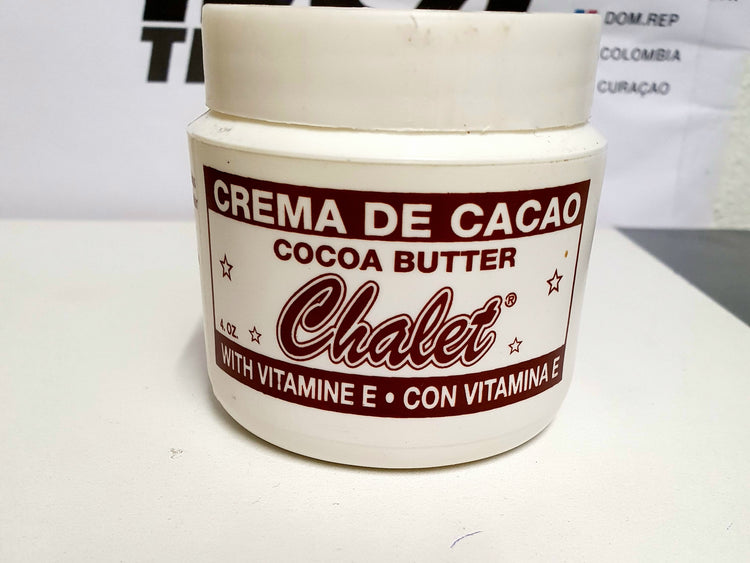 DOM.REP
COLOMBIA
CURAÇAO
CREMA DE CACAO
COCOA BUTTER
Chalet®
4. OZ.
WITH VITAMINE E • CON VITAMINA E